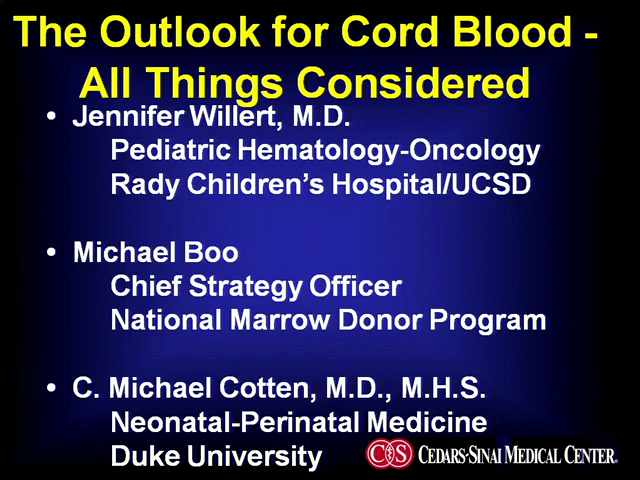 The Outlook for Cord Blood -
All Things Considered
• Jennifer Willert, M.D.
Pediatric Hematology-Oncology
Rady Children's Hospital/UCSD
• Michael Boo
Chief Strategy Officer
National Marrow Donor Program
• C. Michael Cotten, M.D., M.H.S.
Neonatal-Perinatal Medicine
Duke University
CEDARS-SINAI MEDICAL CENTER®